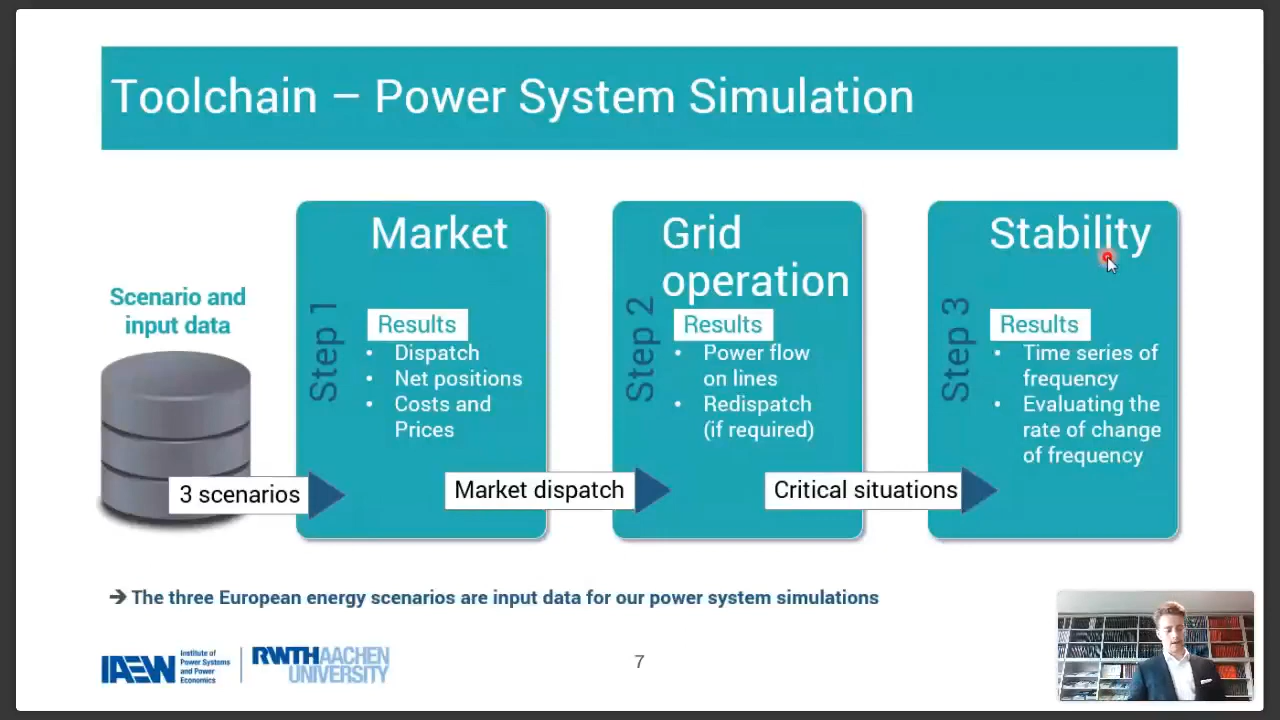 Toolchain – Power System Simulation
Scenario and
input data
3 scenarios
Step 1
Market
Results
• Dispatch
• Net positions
• Costs and
Prices
Market dispatch
Step 2
Grid
operation
Results
• Power flow
on lines
• Redispatch
(if required)
Critical situations
Step 3
Stability
Results
• Time series of
frequency
• Evaluating the
rate of change
of frequency
➔ The three European energy scenarios are input data for our power system simulations
IAEW
Institute of
Power Systems
and Power
Economics
RWTHAACHEN
UNIVERSITY
7